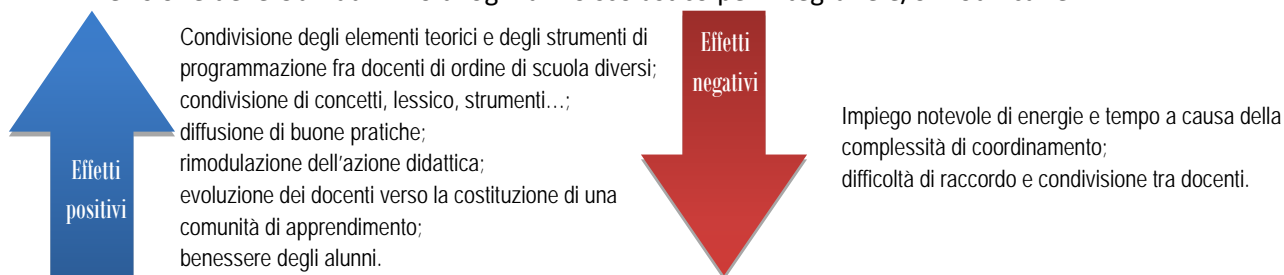 Condivisione degli elementi teorici e degli strumenti di
programmazione fra docenti di ordine di scuola diversi;
condivisione di concetti, lessico, strumenti…;
diffusione di buone pratiche;
rimodulazione dell'azione didattica;
evoluzione dei docenti verso la costituzione di una
comunità di apprendimento;
benessere degli alunni.
Effetti
positivi
Effetti
negativi
Impiego notevole di energie e tempo a causa della
complessità di coordinamento;
difficoltà di raccordo e condivisione tra docenti.